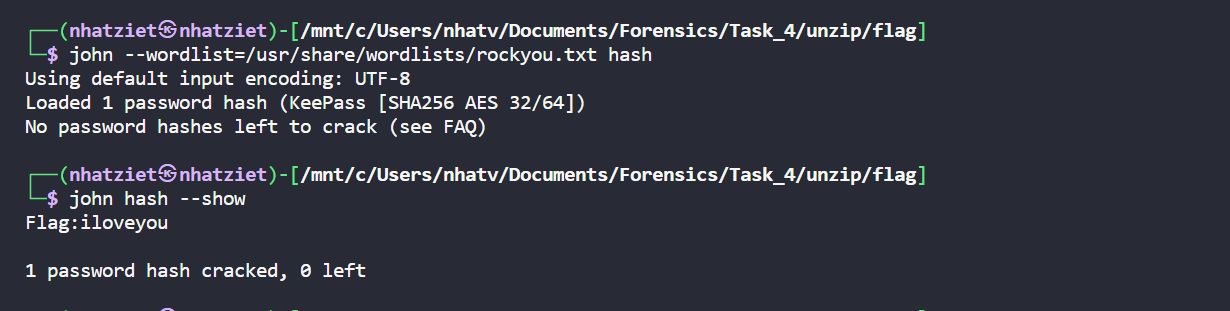 ┌──(nhatziet㉿nhatziet)-[/mnt/c/Users/nhatv/Documents/Forensics/Task_4/unzip/flag]
└─$ john --wordlist=/usr/share/wordlists/rockyou.txt hash
Using default input encoding: UTF-8
Loaded 1 password hash (KeePass [SHA256 AES 32/64])
No password hashes left to crack (see FAQ)
┌──(nhatziet㉿nhatziet)-[/mnt/c/Users/nhatv/Documents/Forensics/Task_4/unzip/flag]
└─$ john hash --show
Flag:iloveyou
1 password hash cracked, 0 left